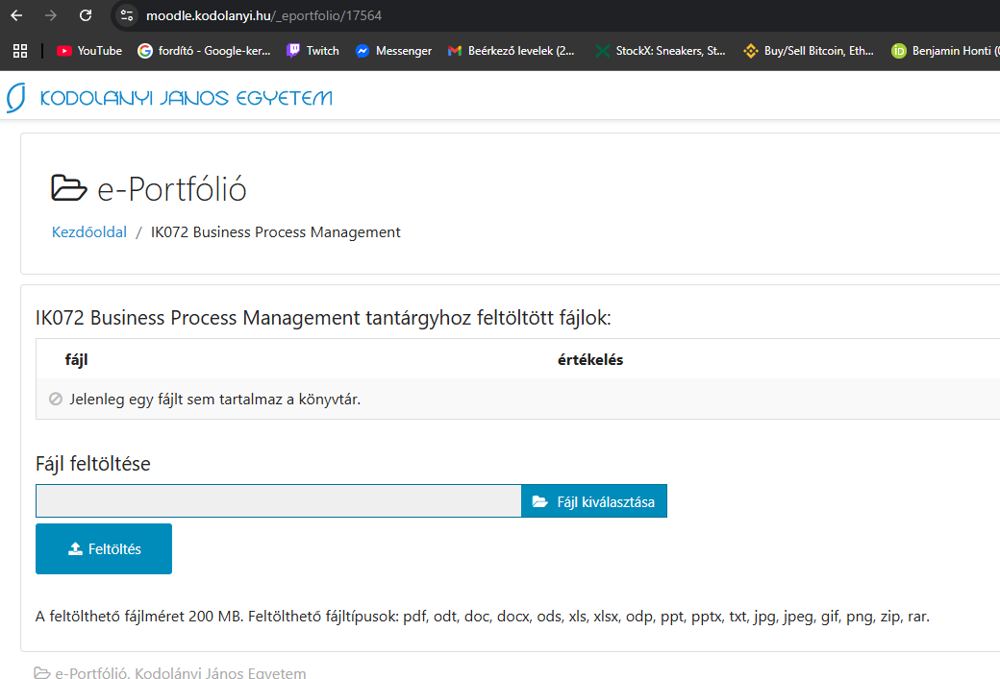 moodle.kodolanyi.hu/_eportfolio/17564
YouTube fordító - Google-ker... Twitch Messenger Beérkező levelek (2... StockX: Sneakers, St... Buy/Sell Bitcoin, Eth... Benjamin Honti (0
KODOLÁNYI JÁNOS EGYETEM
e-Portfólió
Kezdőoldal / IK072 Business Process Management
IK072 Business Process Management tantárgyhoz feltöltött fájlok:
fájl értékelés
Jelenleg egy fájlt sem tartalmaz a könyvtár.
Fájl feltöltése
Fájl kiválasztása
Feltöltés
A feltölthető fájlméret 200 MB. Feltölthető fájltípusok: pdf, odt, doc, docx, ods, xls, xlsx, odp, ppt, pptx, txt, jpg, jpeg, gif, png, zip, rar.
e-Portfólió. Kodolányi János Egyetem